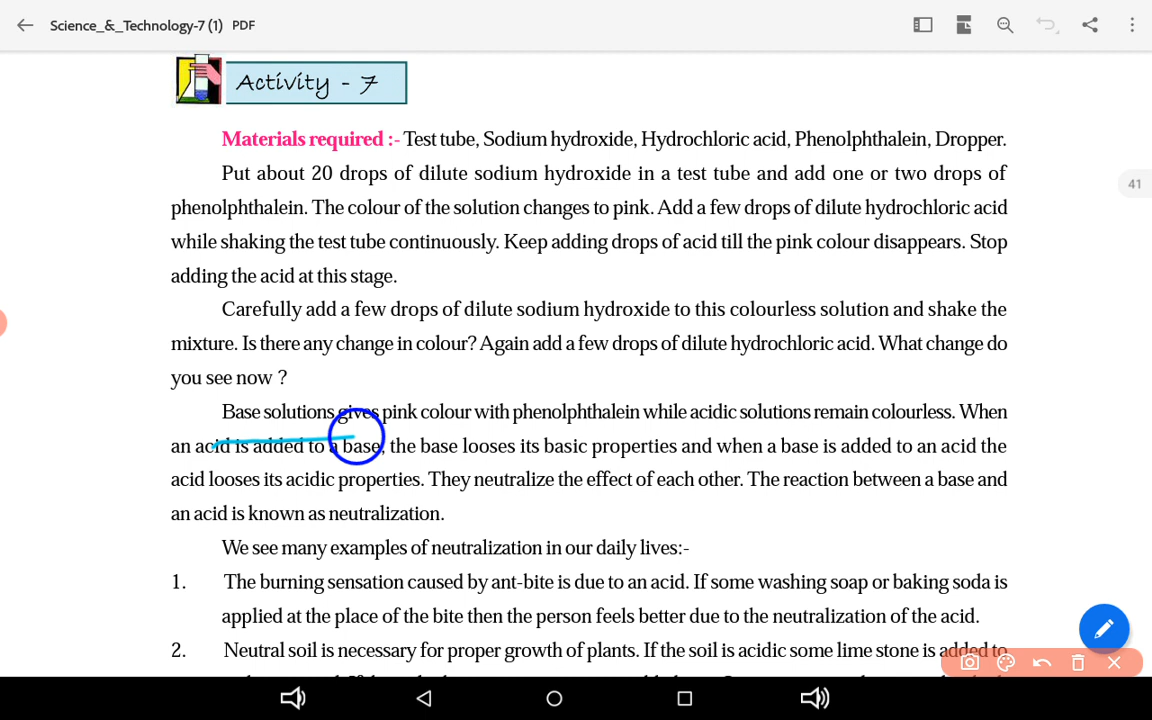 Science_&_Technology-7 (1) PDF
Activity - 7
41
Materials required :- Test tube, Sodium hydroxide, Hydrochloric acid, Phenolphthalein, Dropper.
Put about 20 drops of dilute sodium hydroxide in a test tube and add one or two drops of
phenolphthalein. The colour of the solution changes to pink. Add a few drops of dilute hydrochloric acid
while shaking the test tube continuously. Keep adding drops of acid till the pink colour disappears. Stop
adding the acid at this stage.
Carefully add a few drops of dilute sodium hydroxide to this colourless solution and shake the
mixture. Is there any change in colour? Again add a few drops of dilute hydrochloric acid. What change do
you see now ?
Base solutions gives pink colour with phenolphthalein while acidic solutions remain colourless. When
an acid is added to a base, the base looses its basic properties and when a base is added to an acid the
acid looses its acidic properties. They neutralize the effect of each other. The reaction between a base and
an acid is known as neutralization.
We see many examples of neutralization in our daily lives:-
1. The burning sensation caused by ant-bite is due to an acid. If some washing soap or baking soda is
applied at the place of the bite then the person feels better due to the neutralization of the acid.
2. Neutral soil is necessary for proper growth of plants. If the soil is acidic some lime stone is added to